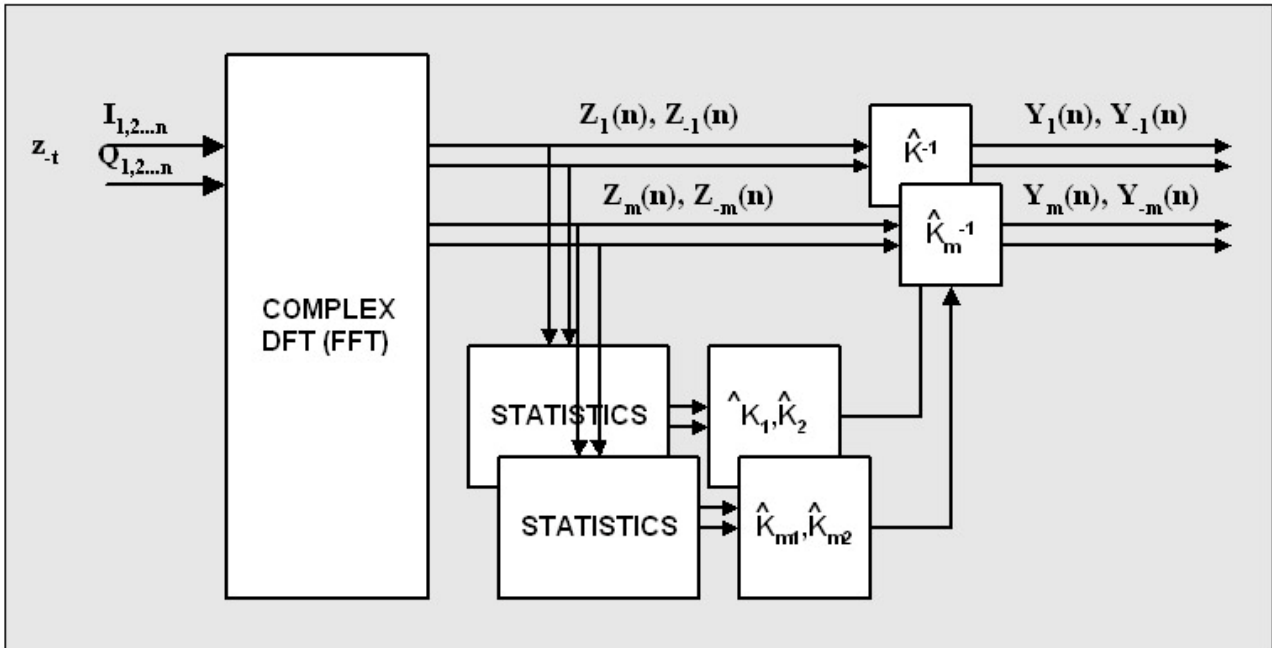 I₁,₂...ₙ
z₋ₜ
Q₁,₂...ₙ
COMPLEX
DFT (FFT)
Z₁(n), Z₋₁(n)
K̂⁻¹
Y₁(n), Y₋₁(n)
Zₘ(n), Z₋ₘ(n)
K̂ₘ⁻¹
Yₘ(n), Y₋ₘ(n)
STATISTICS
^K₁,K̂₂
STATISTICS
K̂ₘ₁,K̂ₘ₂